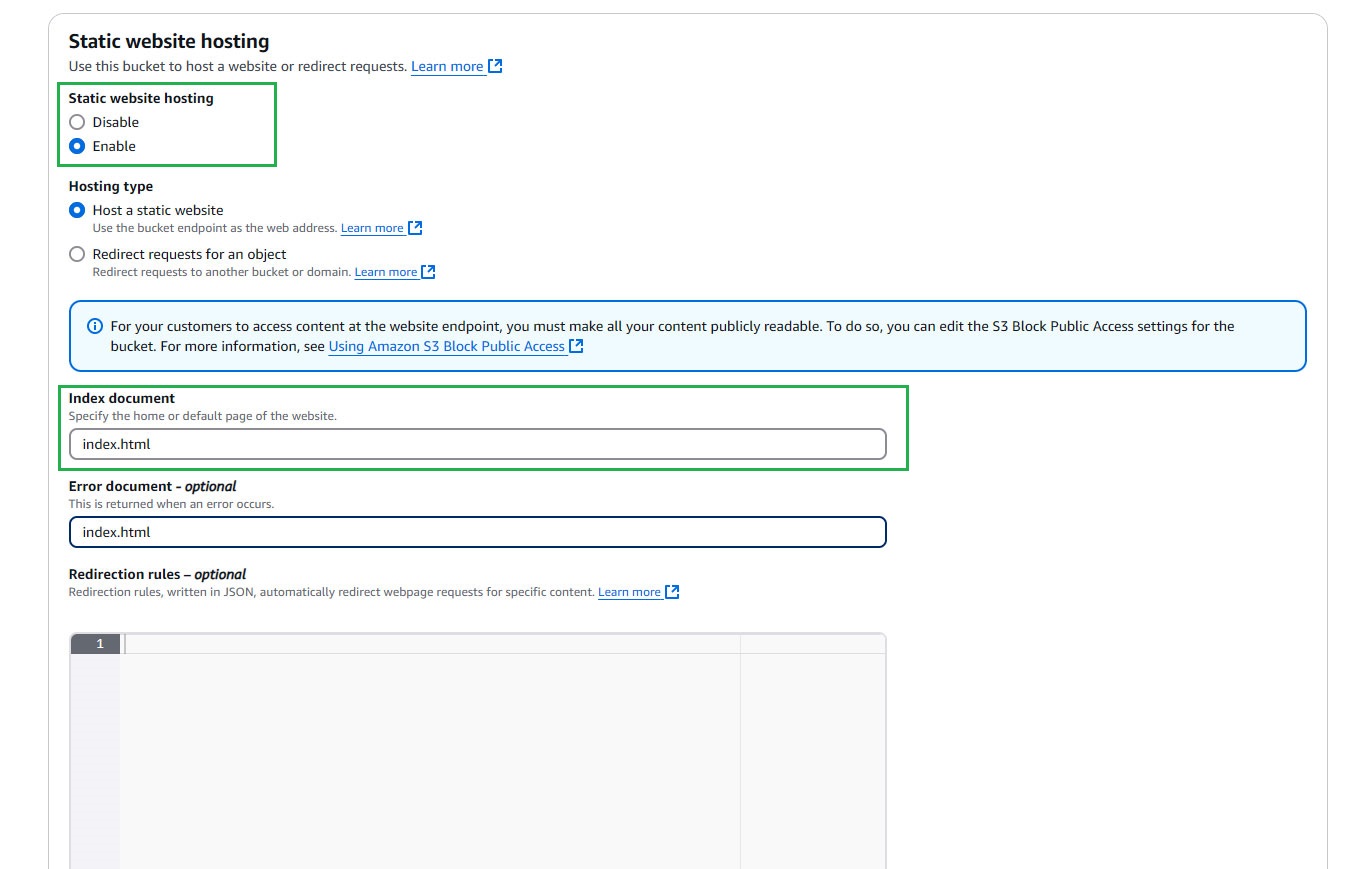 Static website hosting
Use this bucket to host a website or redirect requests. Learn more
Static website hosting
Disable
Enable
Hosting type
Host a static website
Use the bucket endpoint as the web address. Learn more
Redirect requests for an object
Redirect requests to another bucket or domain. Learn more
For your customers to access content at the website endpoint, you must make all your content publicly readable. To do so, you can edit the S3 Block Public Access settings for the
bucket. For more information, see Using Amazon S3 Block Public Access
Index document
Specify the home or default page of the website.
index.html
Error document - optional
This is returned when an error occurs.
index.html
Redirection rules – optional
Redirection rules, written in JSON, automatically redirect webpage requests for specific content. Learn more
1